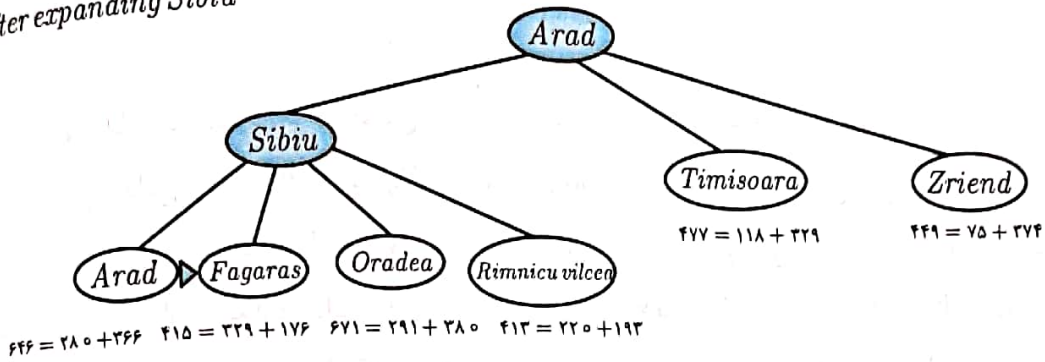 ter expanding Sibiu
Arad
Sibiu
Timisoara
Zriend
۴۷۷ = ۱۱۸ + ۳۲۹
۴۴۹ = ۷۵ + ۳۷۴
Arad
Fagaras
Oradea
Rimnicu vilcea
۶۴۶ = ۲۸۰ +۳۶۶
۴۱۵ = ۲۳۹ + ۱۷۶
۶۷۱ = ۲۹۱ + ۳۸۰
۴۱۳ = ۲۲۰ +۱۹۳